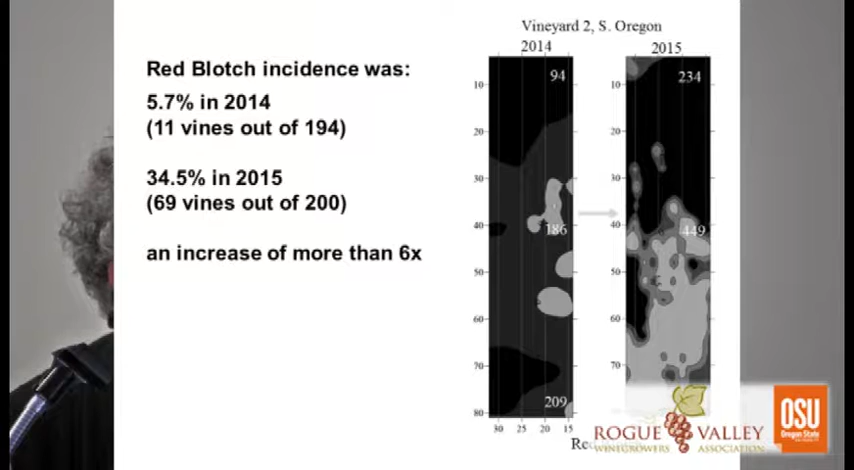 Vineyard 2, S. Oregon
2014
2015
Red Blotch incidence was:
5.7% in 2014
(11 vines out of 194)
34.5% in 2015
(69 vines out of 200)
an increase of more than 6x
94
10
20
30
40
50
60
70
80
186
209
30
25
20
15
234
10
20
30
40
50
60
70
449
ROGUE VALLEY
WINEGROWERS ASSOCIATION
OSU
Oregon State